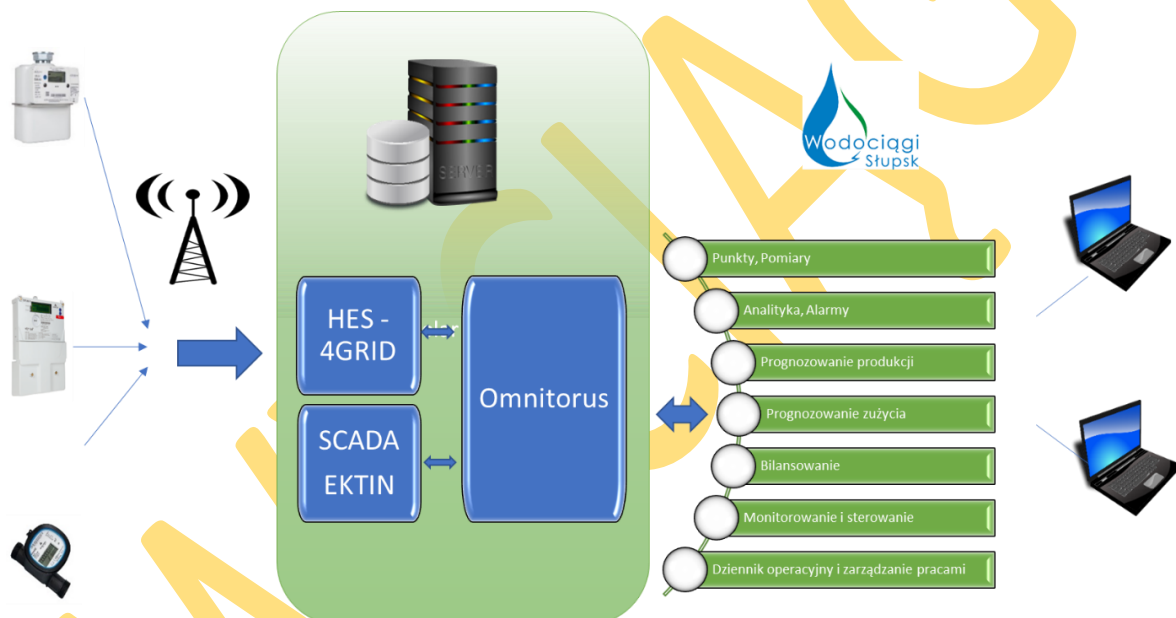 SERVER
Wodociągi
Słupsk
Punkty, Pomiary
Analityka, Alarmy
HES -
4GRID
Omnitorus
Prognozowanie produkcji
Prognozowanie zużycia
SCADA
EKTIN
Bilansowanie
Monitorowanie i sterowanie
Dziennik operacyjny i zarządzanie pracami